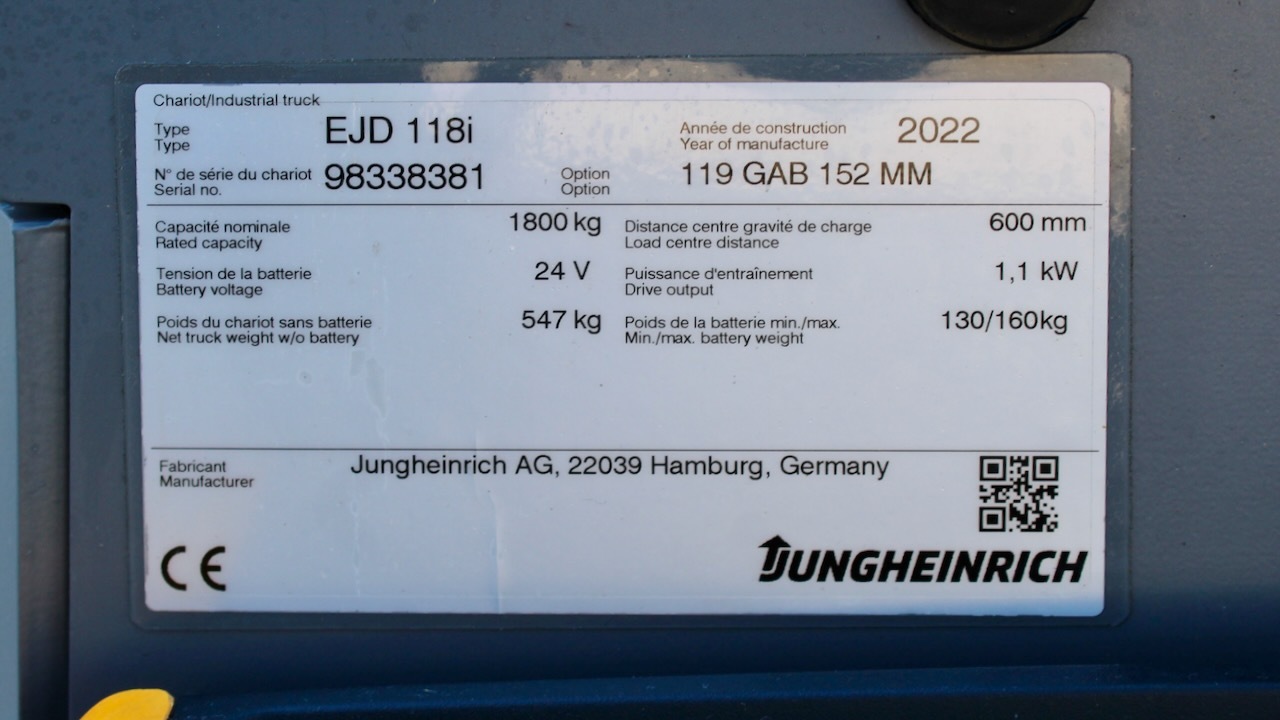 Chariot/Industrial truck
Type EJD 118i Année de construction 2022
Type Year of manufacture
N° de série du chariot 98338381 Option 119 GAB 152 MM
Serial no. Option
Capacité nominale 1800 kg Distance centre gravité de charge 600 mm
Rated capacity Load centre distance
Tension de la batterie 24 V Puissance d'entraînement 1,1 kW
Battery voltage Drive output
Poids du chariot sans batterie 547 kg Poids de la batterie min./max. 130/160kg
Net truck weight w/o battery Min./max. battery weight
Fabricant Jungheinrich AG, 22039 Hamburg, Germany
Manufacturer
CE JUNGHEINRICH